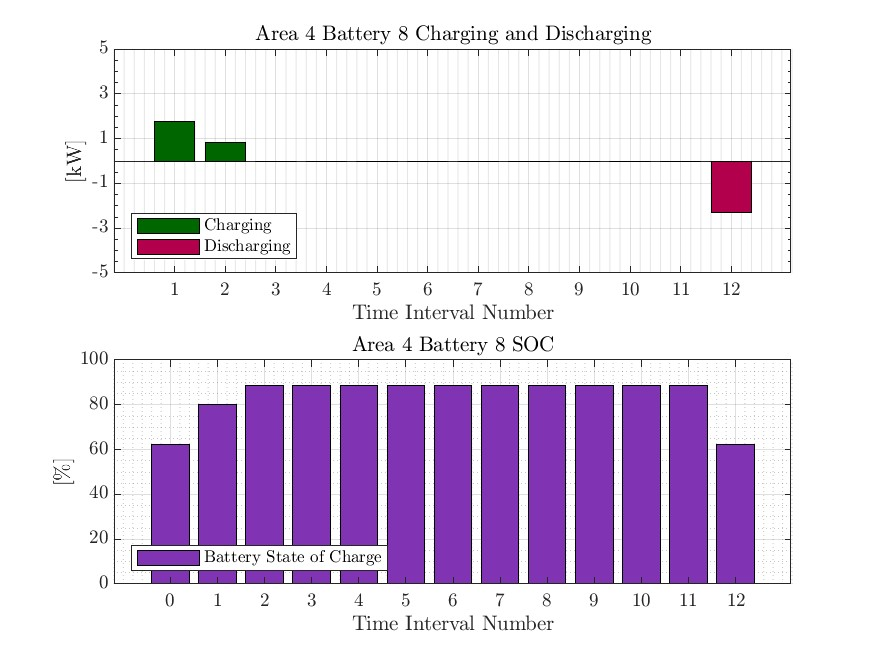 Area 4 Battery 8 Charging and Discharging
5
3
1
-1
-3
-5
[kW]
Charging
Discharging
1 2 3 4 5 6 7 8 9 10 11 12
Time Interval Number
Area 4 Battery 8 SOC
100
80
60
40
20
0
[%]
Battery State of Charge
0 1 2 3 4 5 6 7 8 9 10 11 12
Time Interval Number